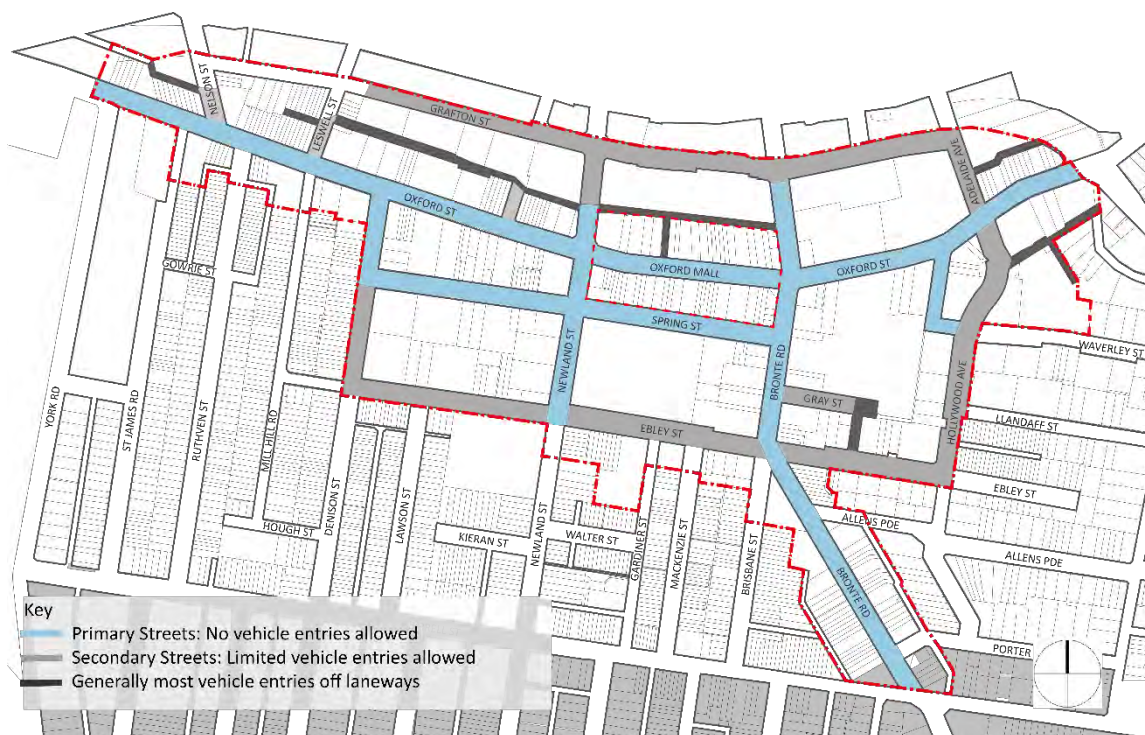 NELSON ST
LESWELL ST
GRAFTON ST
ADELAIDE AVE
OXFORD ST
OXFORD MALL
OXFORD ST
GOWRIE ST
SPRING ST
NEWLAND ST
BRONTE RD
WAVERLEY ST
HOLLYWOOD AVE
GRAY ST
LLANDAFF ST
YORK RD
ST JAMES RD
RUTHVEN ST
MILL HILL RD
EBLEY ST
EBLEY ST
DENISON ST
LAWSON ST
HOUGH ST
KIERAN ST
NEWLAND ST
WALTER ST
GARDINER ST
MACKENZIE ST
BRISBANE ST
ALLENS PDE
ALLENS PDE
BRONTE RD
PORTER
Key
Primary Streets: No vehicle entries allowed
Secondary Streets: Limited vehicle entries allowed
Generally most vehicle entries off laneways